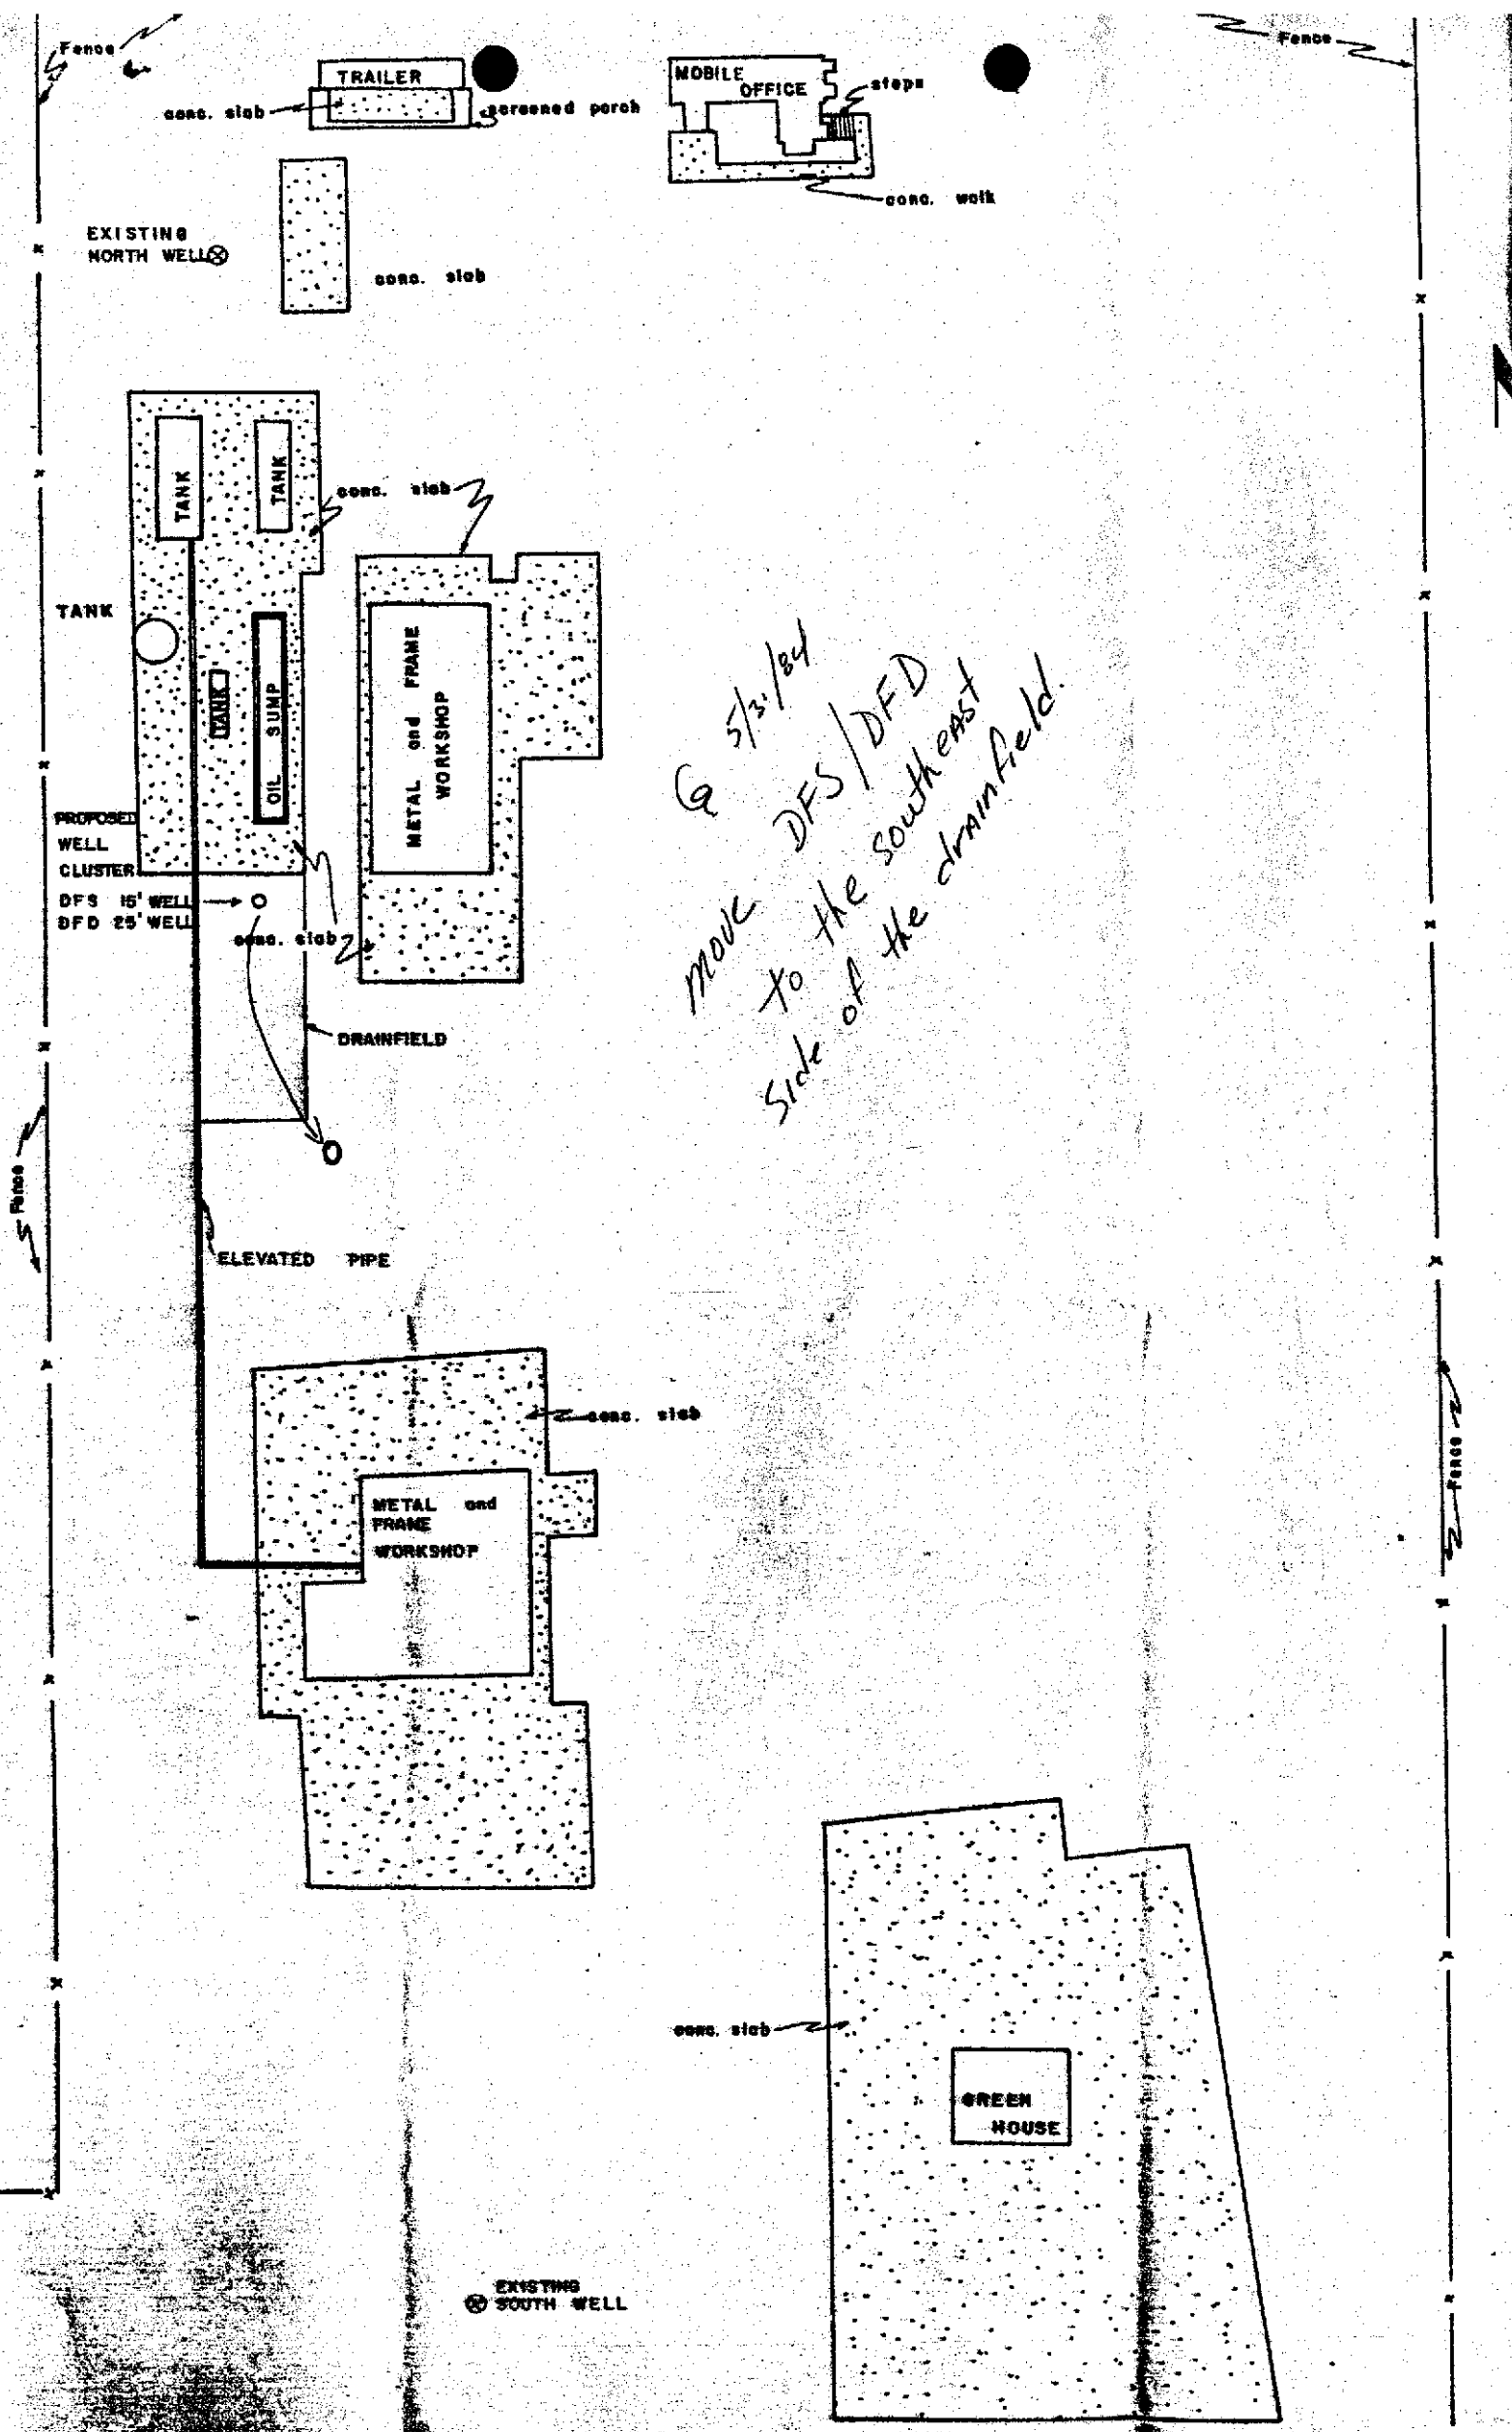 Fence
Fence
TRAILER
MOBILE
OFFICE
steps
conc. slab
screened porch
conc. walk
EXISTING
NORTH WELL
conc. slab
TANK
TANK
conc. slab
TANK
TANK
OIL SUMP
METAL and FRAME
WORKSHOP
5/31/84
move DFS/DFD
to the southeast
side of the drainfield.
PROPOSED
WELL
CLUSTER
DFS 15' WELL
DFD 25' WELL
conc. slab
DRAINFIELD
Fence
ELEVATED PIPE
conc. slab
Fence
METAL and
FRAME
WORKSHOP
conc. slab
GREEN
HOUSE
EXISTING
SOUTH WELL